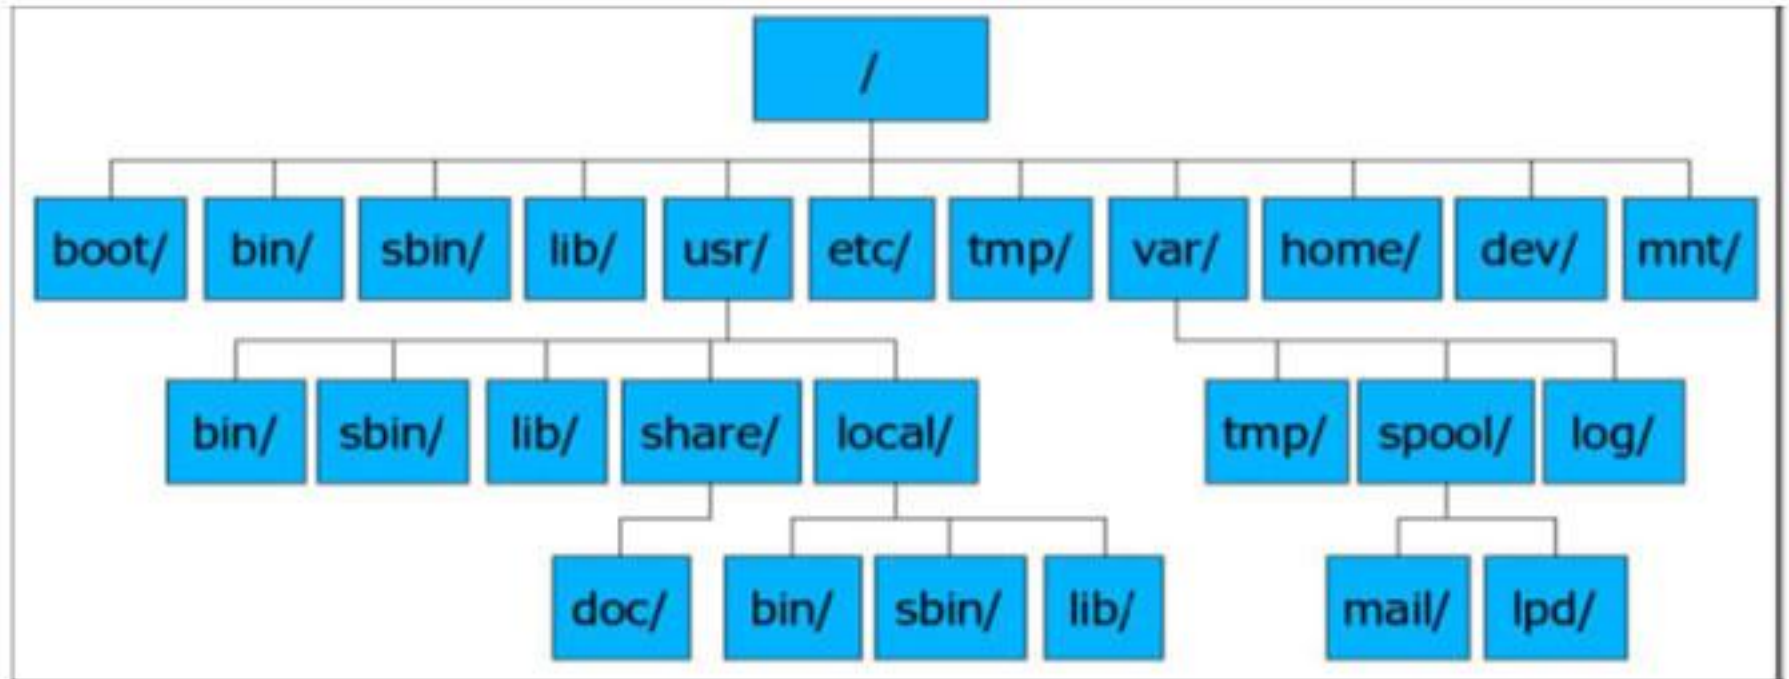 /
boot/ bin/ sbin/ lib/ usr/ etc/ tmp/ var/ home/ dev/ mnt/
bin/ sbin/ lib/ share/ local/ tmp/ spool/ log/
doc/ bin/ sbin/ lib/ mail/ lpd/